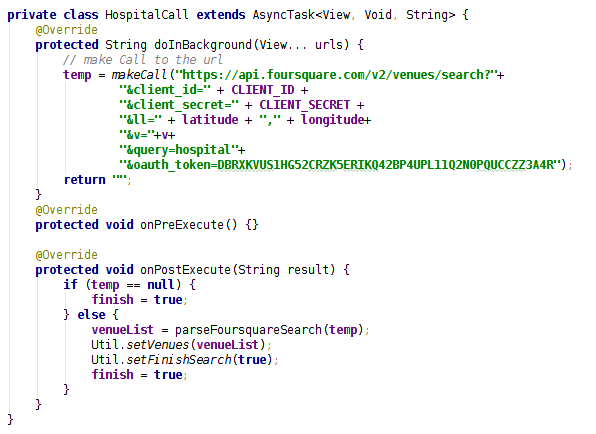 private class HospitalCall extends AsyncTask<View, Void, String> {
@Override
protected String doInBackground(View... urls) {
// make Call to the url
temp = makeCall("https://api.foursquare.com/v2/venues/search?"+
"&client_id=" + CLIENT_ID +
"&client_secret=" + CLIENT_SECRET +
"&ll=" + latitude + "," + longitude+
"&v="+v+
"&query=hospital"+
"&oauth_token=DBRXKVUS1HG52CRZK5ERIKQ42BP4UPL11Q2N0PQUCCZZ3A4R");
return "";
}
@Override
protected void onPreExecute() {}
@Override
protected void onPostExecute(String result) {
if (temp == null) {
finish = true;
} else {
venueList = parseFoursquareSearch(temp);
Util.setVenues(venueList);
Util.setFinishSearch(true);
finish = true;
}
}
}